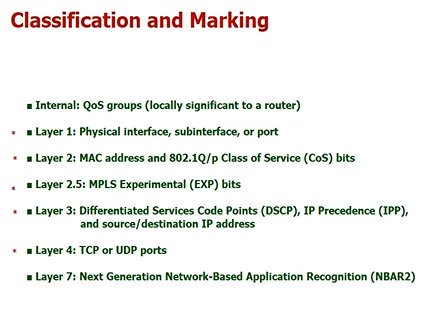 Classification and Marking
■ Internal: QoS groups (locally significant to a router)
* ■ Layer 1: Physical interface, subinterface, or port
* ■ Layer 2: MAC address and 802.1Q/p Class of Service (CoS) bits
* ■ Layer 2.5: MPLS Experimental (EXP) bits
* ■ Layer 3: Differentiated Services Code Points (DSCP), IP Precedence (IPP),
and source/destination IP address
* ■ Layer 4: TCP or UDP ports
■ Layer 7: Next Generation Network-Based Application Recognition (NBAR2)